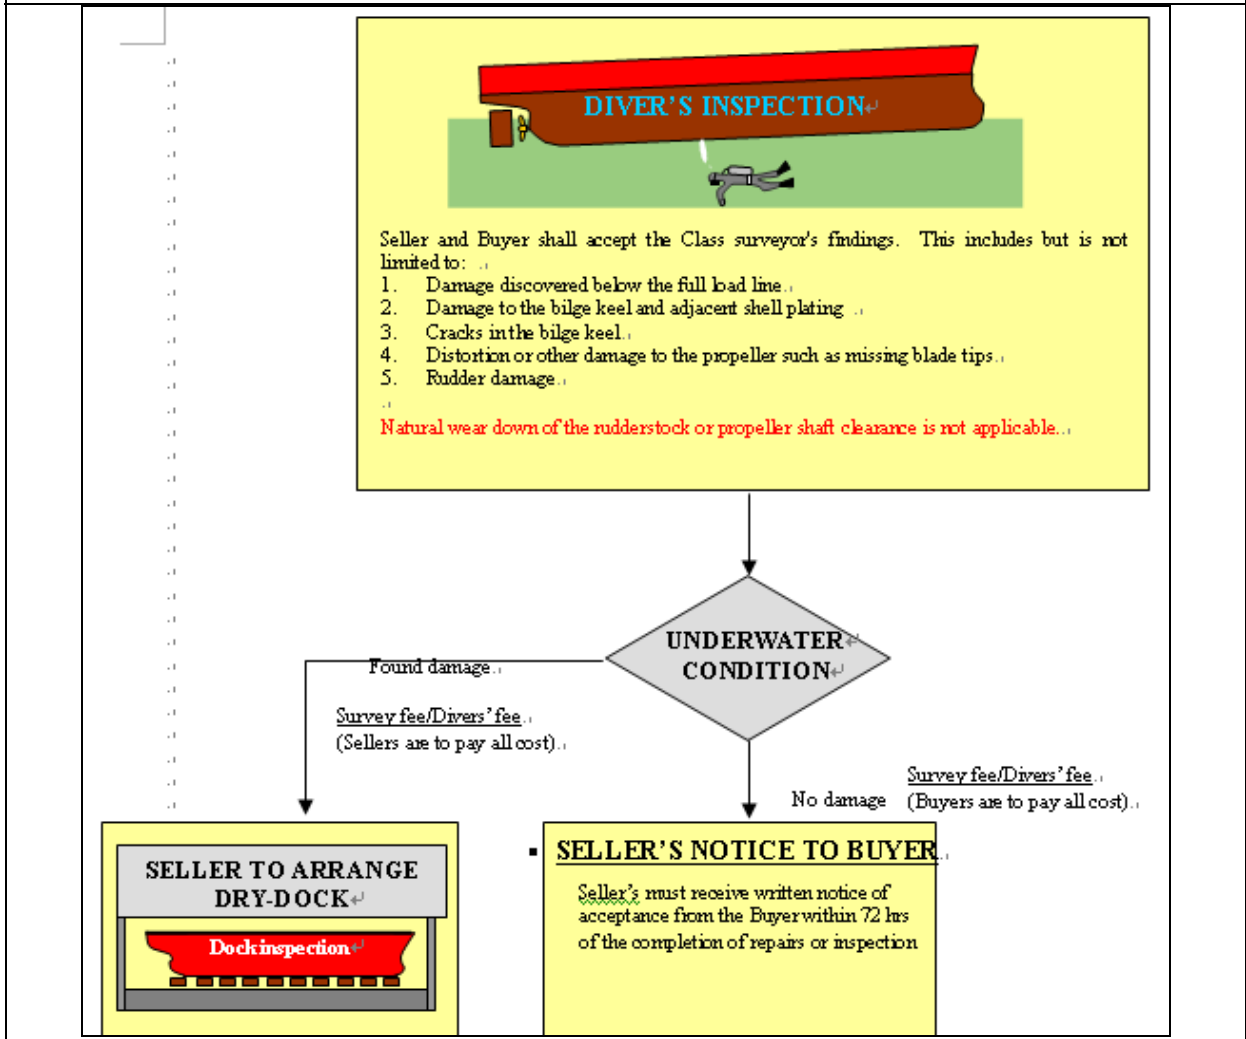 DIVER'S INSPECTION
Seller and Buyer shall accept the Class surveyor's findings. This includes but is not
limited to:
1. Damage discovered below the full load line.
2. Damage to the bilge keel and adjacent shell plating
3. Cracks in the bilge keel.
4. Distortion or other damage to the propeller such as missing blade tips.
5. Rudder damage.
Natural wear down of the rudderstock or propeller shaft clearance is not applicable.
UNDERWATER
CONDITION
Found damage.
Survey fee/Divers' fee.
(Sellers are to pay all cost).
Survey fee/Divers' fee.
No damage (Buyers are to pay all cost).
SELLER TO ARRANGE
DRY-DOCK
Dock inspection
SELLER'S NOTICE TO BUYER
Seller's must receive written notice of
acceptance from the Buyer within 72 hrs
of the completion of repairs or inspection